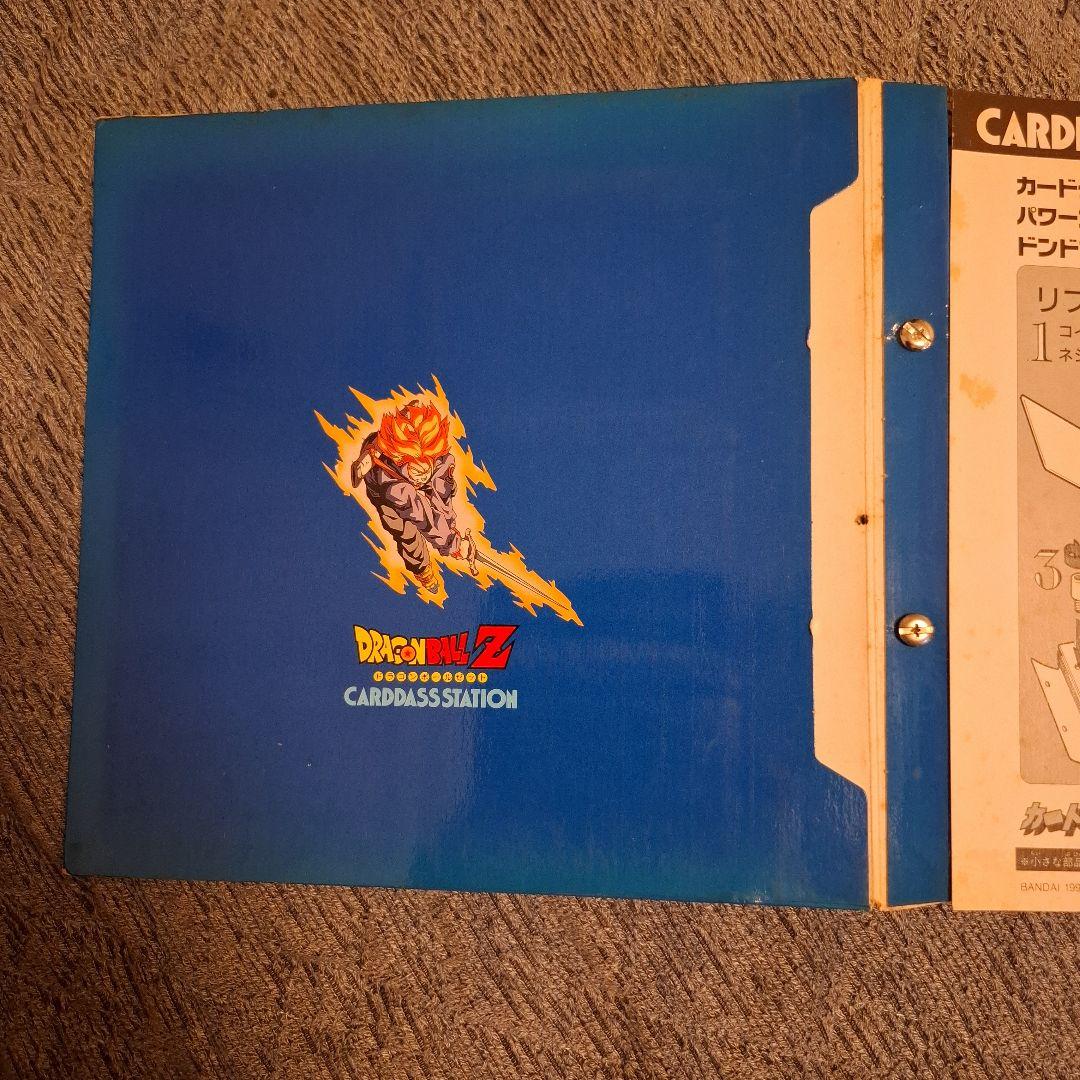 DRAGONBALL Z
ドラゴンボールゼット
CARDDASS STATION
CARD
カード
パワー
ドンド
リフ
1 コイ
ネジ
3
カード
※小さな部品
BANDAI 199